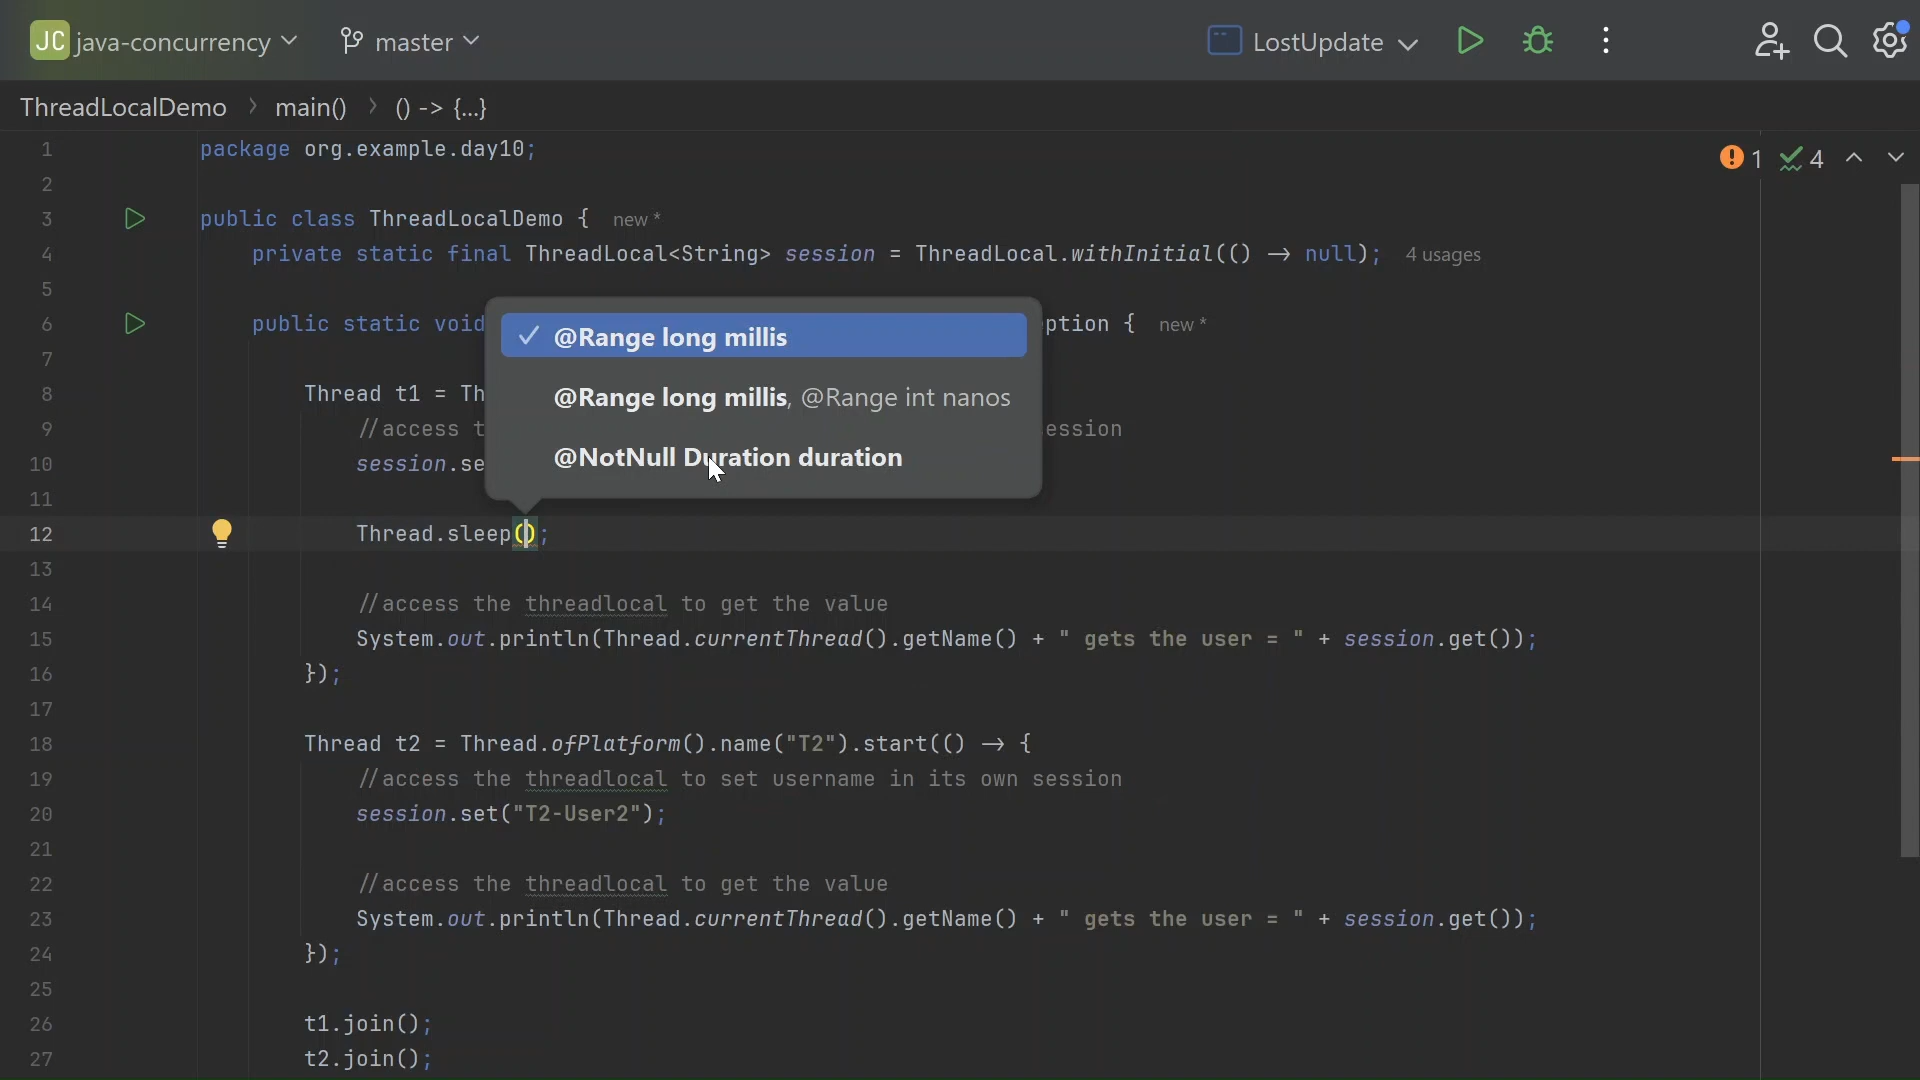 JC java-concurrency master LostUpdate
ThreadLocalDemo > main() > () -> {...}
1 package org.example.day10; 1 4
2
3 public class ThreadLocalDemo { new *
4 private static final ThreadLocal<String> session = ThreadLocal.withInitial(() → null); 4 usages
5
6 public static void ption { new *
7
@Range long millis
8 Thread t1 = Th
@Range long millis, @Range int nanos
9 //access t ession
@NotNull Duration duration
10 session.se
11
12 Thread.sleep();
13
14 //access the threadlocal to get the value
15 System.out.println(Thread.currentThread().getName() + " gets the user = " + session.get());
16 });
17
18 Thread t2 = Thread.ofPlatform().name("T2").start(() → {
19 //access the threadlocal to set username in its own session
20 session.set("T2-User2");
21
22 //access the threadlocal to get the value
23 System.out.println(Thread.currentThread().getName() + " gets the user = " + session.get());
24 });
25
26 t1.join();
27 t2.join();